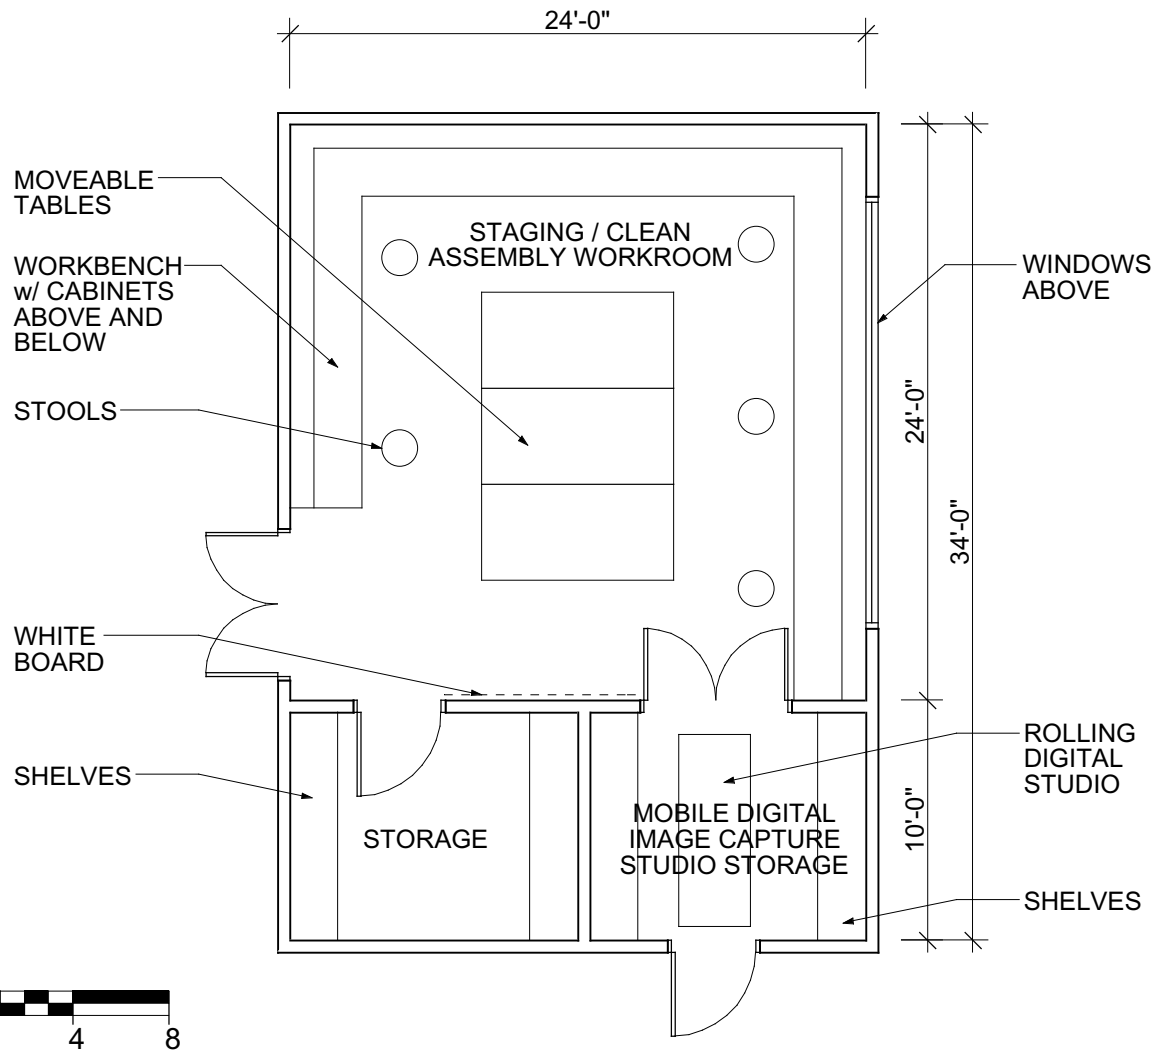 24'-0"
MOVEABLE
TABLES
STAGING / CLEAN
ASSEMBLY WORKROOM
WORKBENCH
w/ CABINETS
ABOVE AND
BELOW
WINDOWS
ABOVE
STOOLS
24'-0"
34'-0"
WHITE
BOARD
ROLLING
DIGITAL
STUDIO
SHELVES
10'-0"
STORAGE
MOBILE DIGITAL
IMAGE CAPTURE
STUDIO STORAGE
SHELVES
4 8